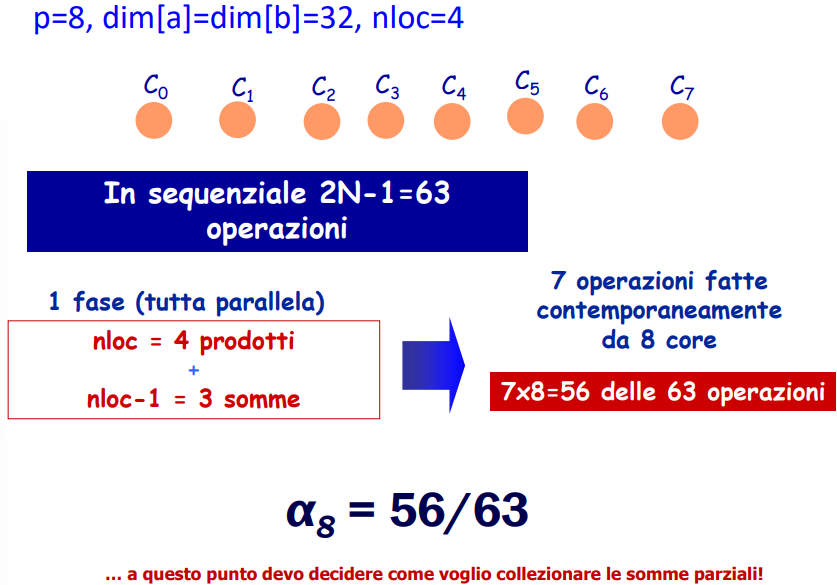 p=8, dim[a]=dim[b]=32, nloc=4
C₀ C₁ C₂ C₃ C₄ C₅ C₆ C₇
In sequenziale 2N-1=63
operazioni
1 fase (tutta parallela)
nloc = 4 prodotti
+
nloc-1 = 3 somme
7 operazioni fatte
contemporaneamente
da 8 core
7x8=56 delle 63 operazioni
α₈ = 56/63
... a questo punto devo decidere come voglio collezionare le somme parziali!